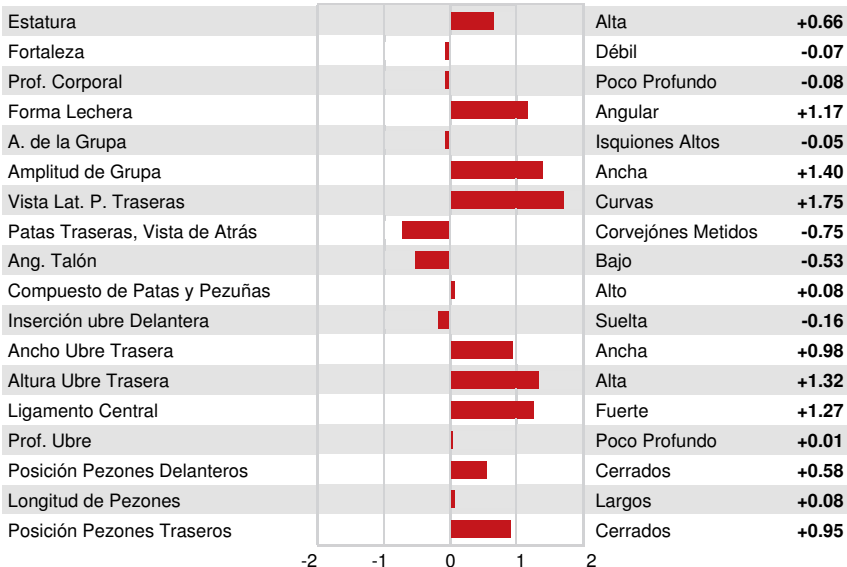 Estatura Alta +0.66
Fortaleza Débil -0.07
Prof. Corporal Poco Profundo -0.08
Forma Lechera Angular +1.17
A. de la Grupa Isquiones Altos -0.05
Amplitud de Grupa Ancha +1.40
Vista Lat. P. Traseras Curvas +1.75
Patas Traseras, Vista de Atrás Corvejónes Metidos -0.75
Ang. Talón Bajo -0.53
Compuesto de Patas y Pezuñas Alto +0.08
Inserción ubre Delantera Suelta -0.16
Ancho Ubre Trasera Ancha +0.98
Altura Ubre Trasera Alta +1.32
Ligamento Central Fuerte +1.27
Prof. Ubre Poco Profundo +0.01
Posición Pezones Delanteros Cerrados +0.58
Longitud de Pezones Largos +0.08
Posición Pezones Traseros Cerrados +0.95
-2 -1 0 1 2